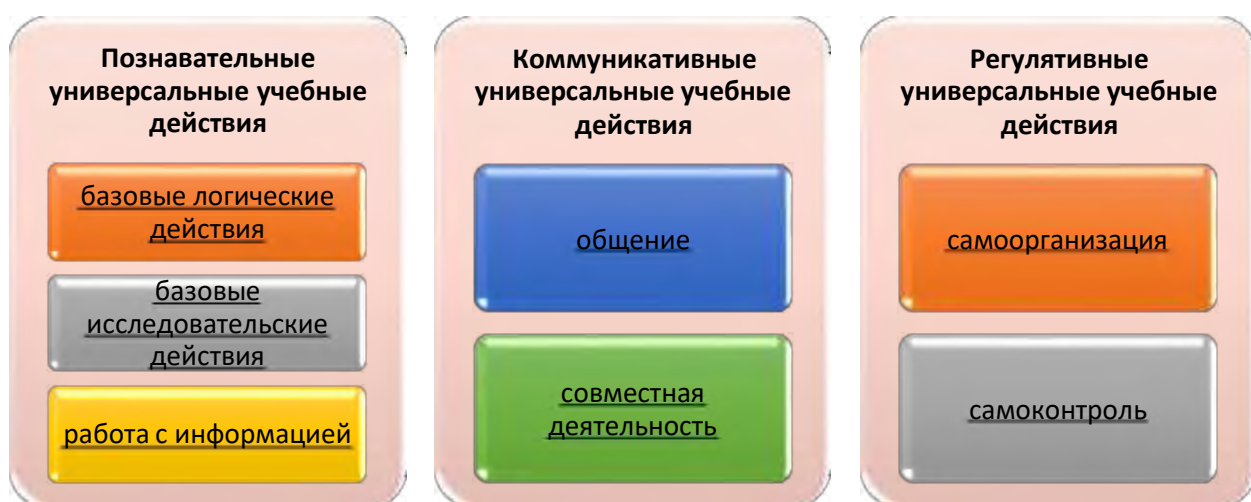 Познавательные
универсальные учебные
действия
базовые логические
действия
базовые
исследовательские
действия
работа с информацией
Коммуникативные
универсальные учебные
действия
общение
совместная
деятельность
Регулятивные
универсальные учебные
действия
самоорганизация
самоконтроль